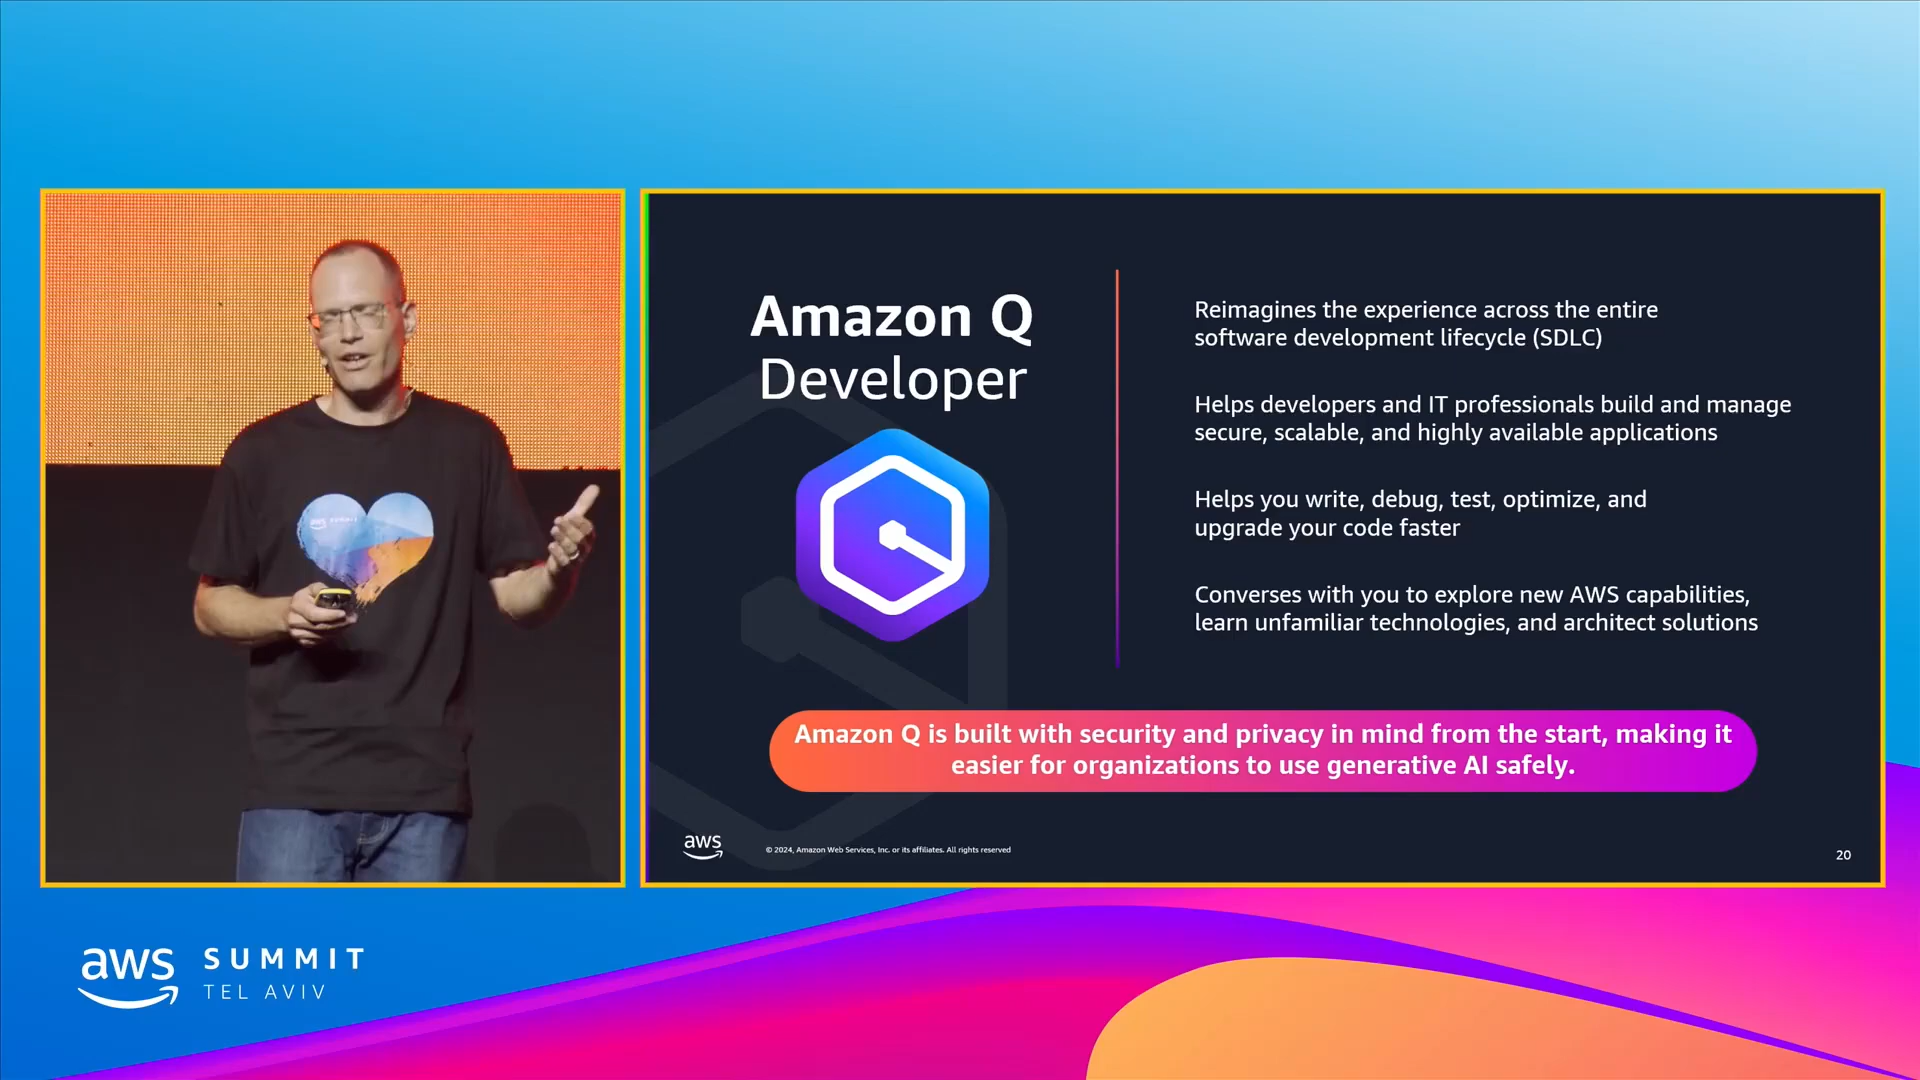 Amazon Q
Developer
Reimagines the experience across the entire
software development lifecycle (SDLC)
Helps developers and IT professionals build and manage
secure, scalable, and highly available applications
Helps you write, debug, test, optimize, and
upgrade your code faster
Converses with you to explore new AWS capabilities,
learn unfamiliar technologies, and architect solutions
Amazon Q is built with security and privacy in mind from the start, making it
easier for organizations to use generative AI safely.
aws
© 2024, Amazon Web Services, Inc. or its affiliates. All rights reserved
20
aws SUMMIT
aws SUMMIT
TEL AVIV